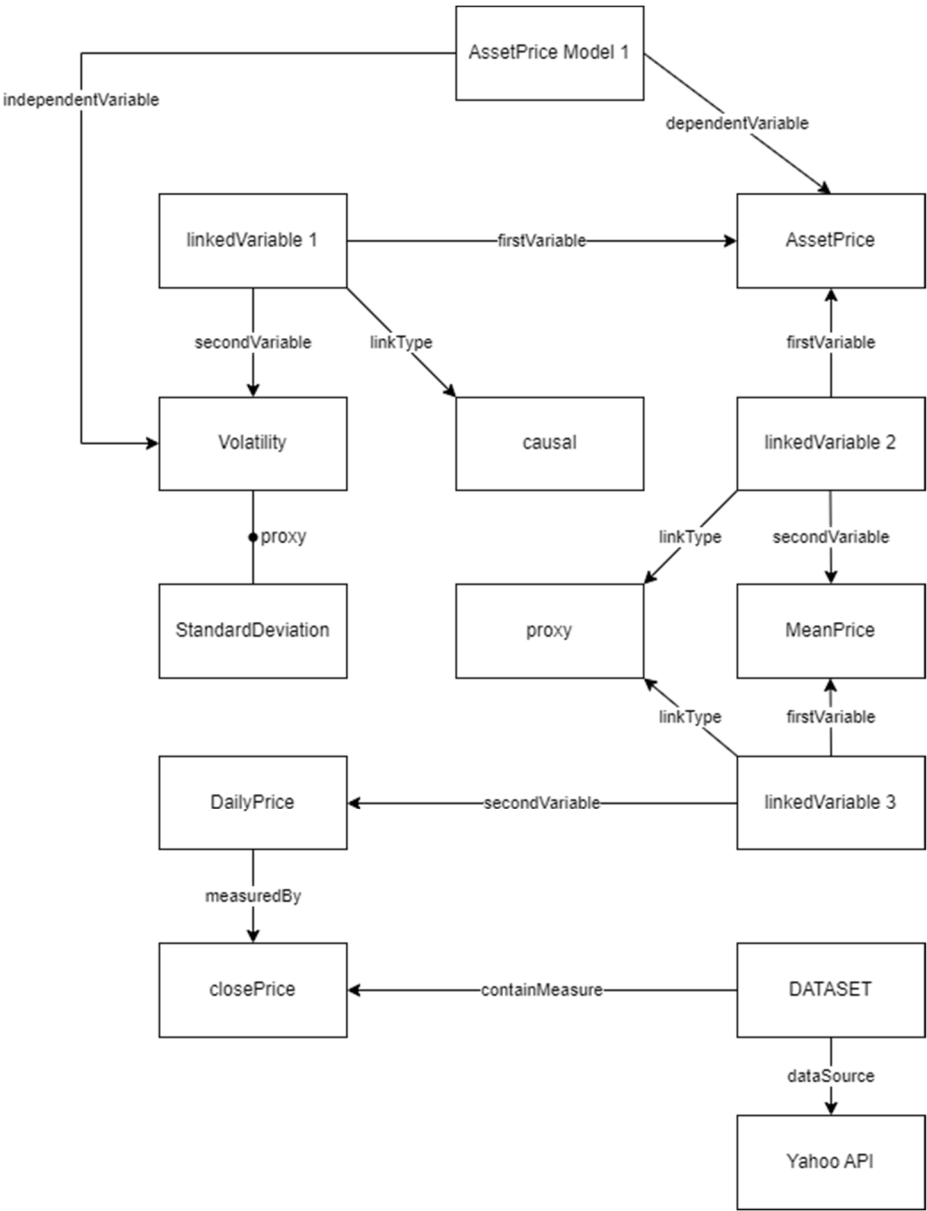 AssetPrice Model 1
independentVariable
dependentVariable
linkedVariable 1
firstVariable
AssetPrice
secondVariable
linkType
firstVariable
Volatility
causal
linkedVariable 2
proxy
linkType
secondVariable
StandardDeviation
proxy
MeanPrice
linkType
firstVariable
DailyPrice
secondVariable
linkedVariable 3
measuredBy
closePrice
containMeasure
DATASET
dataSource
Yahoo API